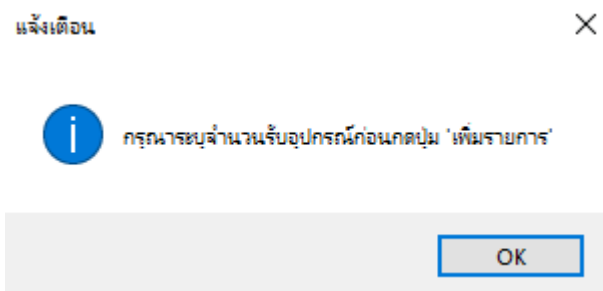 แจ้งเตือน
กรุณาระบุจำนวนรับอุปกรณ์ก่อนกดปุ่ม 'เพิ่มรายการ'
OK